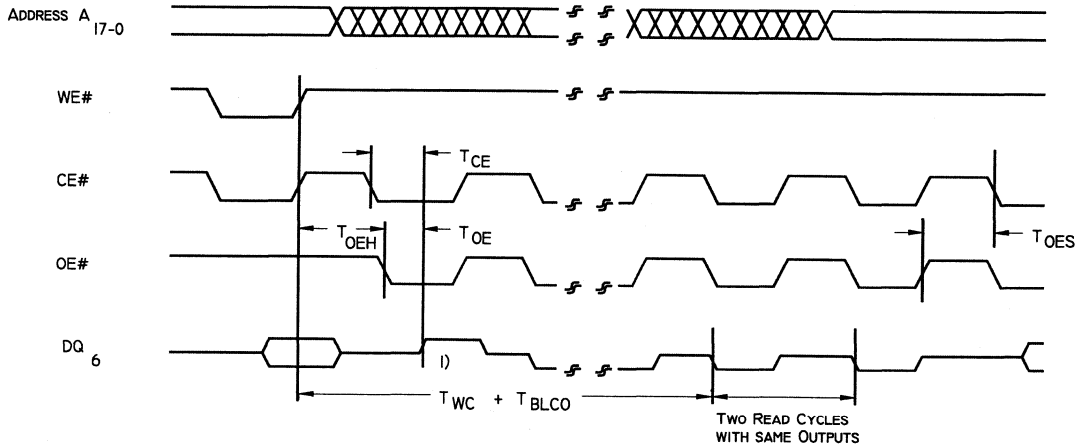 ADDRESS A17-0
WE#
CE#
TCE
TOEH
TOE
TOES
OE#
DQ6
1)
TWC + TBLCO
TWO READ CYCLES
WITH SAME OUTPUTS